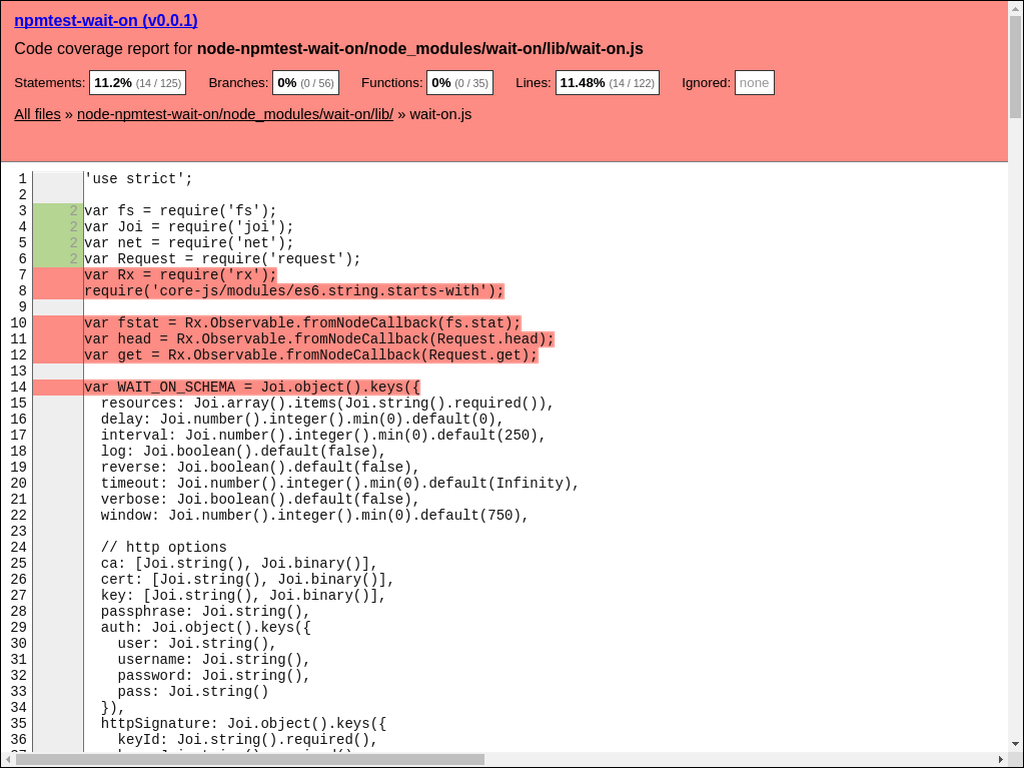 npmtest-wait-on (v0.0.1)
Code coverage report for node-npmtest-wait-on/node_modules/wait-on/lib/wait-on.js
Statements: 11.2% (14 / 125) Branches: 0% (0 / 56) Functions: 0% (0 / 35) Lines: 11.48% (14 / 122) Ignored: none
All files » node-npmtest-wait-on/node_modules/wait-on/lib/ » wait-on.js
1 'use strict';
2
3 2 var fs = require('fs');
4 2 var Joi = require('joi');
5 2 var net = require('net');
6 2 var Request = require('request');
7 var Rx = require('rx');
8 require('core-js/modules/es6.string.starts-with');
9
10 var fstat = Rx.Observable.fromNodeCallback(fs.stat);
11 var head = Rx.Observable.fromNodeCallback(Request.head);
12 var get = Rx.Observable.fromNodeCallback(Request.get);
13
14 var WAIT_ON_SCHEMA = Joi.object().keys({
15 resources: Joi.array().items(Joi.string().required()),
16 delay: Joi.number().integer().min(0).default(0),
17 interval: Joi.number().integer().min(0).default(250),
18 log: Joi.boolean().default(false),
19 reverse: Joi.boolean().default(false),
20 timeout: Joi.number().integer().min(0).default(Infinity),
21 verbose: Joi.boolean().default(false),
22 window: Joi.number().integer().min(0).default(750),
23
24 // http options
25 ca: [Joi.string(), Joi.binary()],
26 cert: [Joi.string(), Joi.binary()],
27 key: [Joi.string(), Joi.binary()],
28 passphrase: Joi.string(),
29 auth: Joi.object().keys({
30 user: Joi.string(),
31 username: Joi.string(),
32 password: Joi.string(),
33 pass: Joi.string()
34 }),
35 httpSignature: Joi.object().keys({
36 keyId: Joi.string().required(),